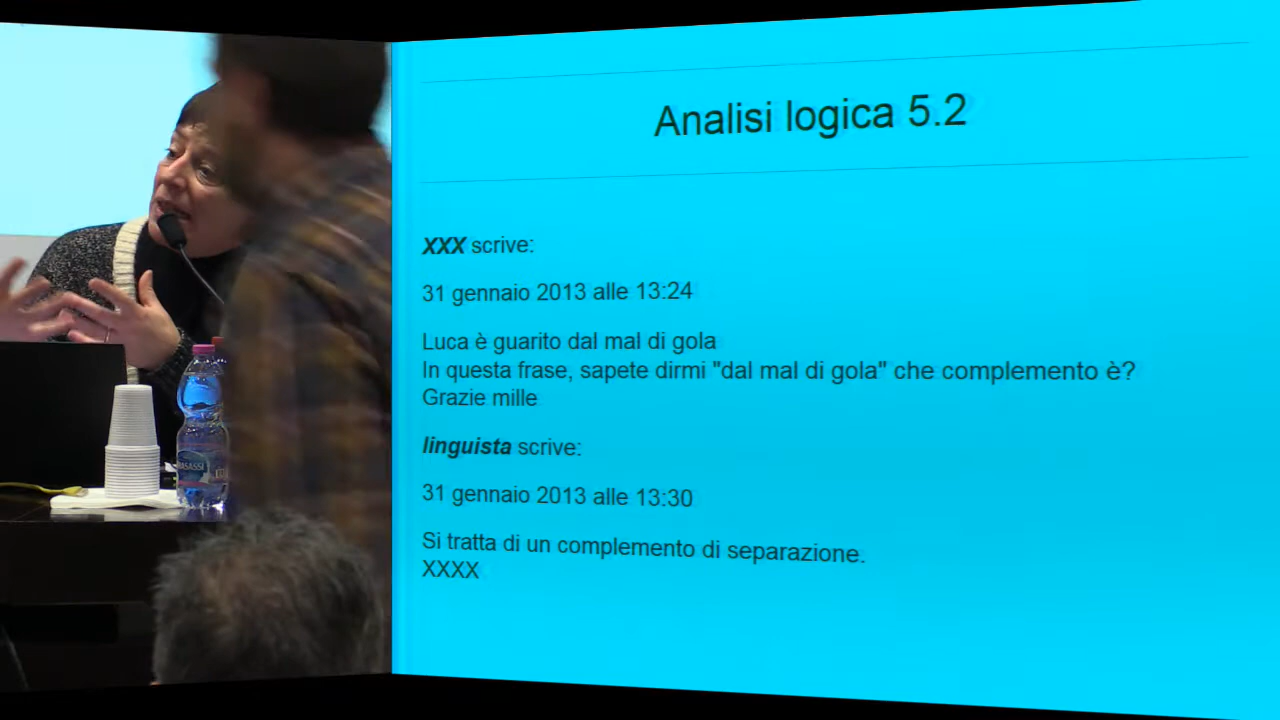 Analisi logica 5.2
XXX scrive:
31 gennaio 2013 alle 13:24
Luca è guarito dal mal di gola
In questa frase, sapete dirmi "dal mal di gola" che complemento è?
Grazie mille
linguista scrive:
31 gennaio 2013 alle 13:30
Si tratta di un complemento di separazione.
XXXX